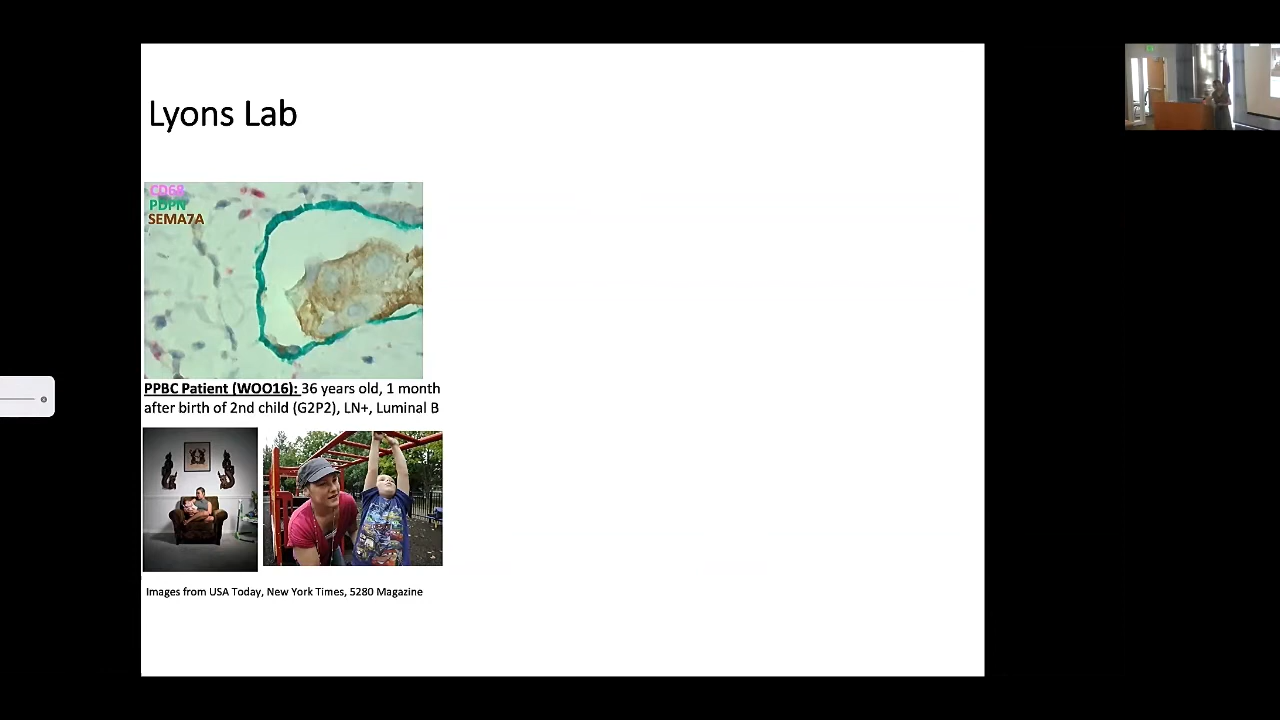 Lyons Lab
CD68
PDPN
SEMA7A
PPBC Patient (WOO16): 36 years old, 1 month
after birth of 2nd child (G2P2), LN+, Luminal B
Images from USA Today, New York Times, 5280 Magazine